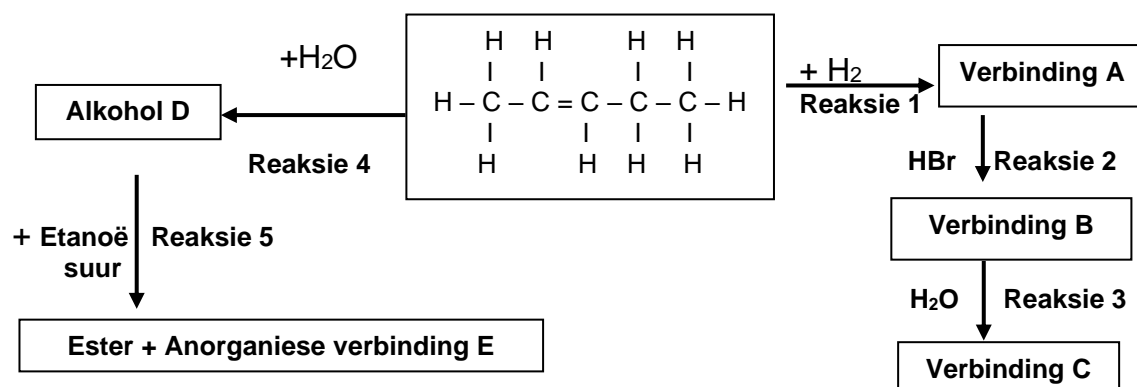 +H₂O
Alkohol D
Reaksie 4
H H H H
H – C – C = C – C – C – H
H H H H
+ H₂
Reaksie 1
Verbinding A
HBr Reaksie 2
Verbinding B
H₂O Reaksie 3
Verbinding C
+ Etanoë Reaksie 5
suur
Ester + Anorganiese verbinding E